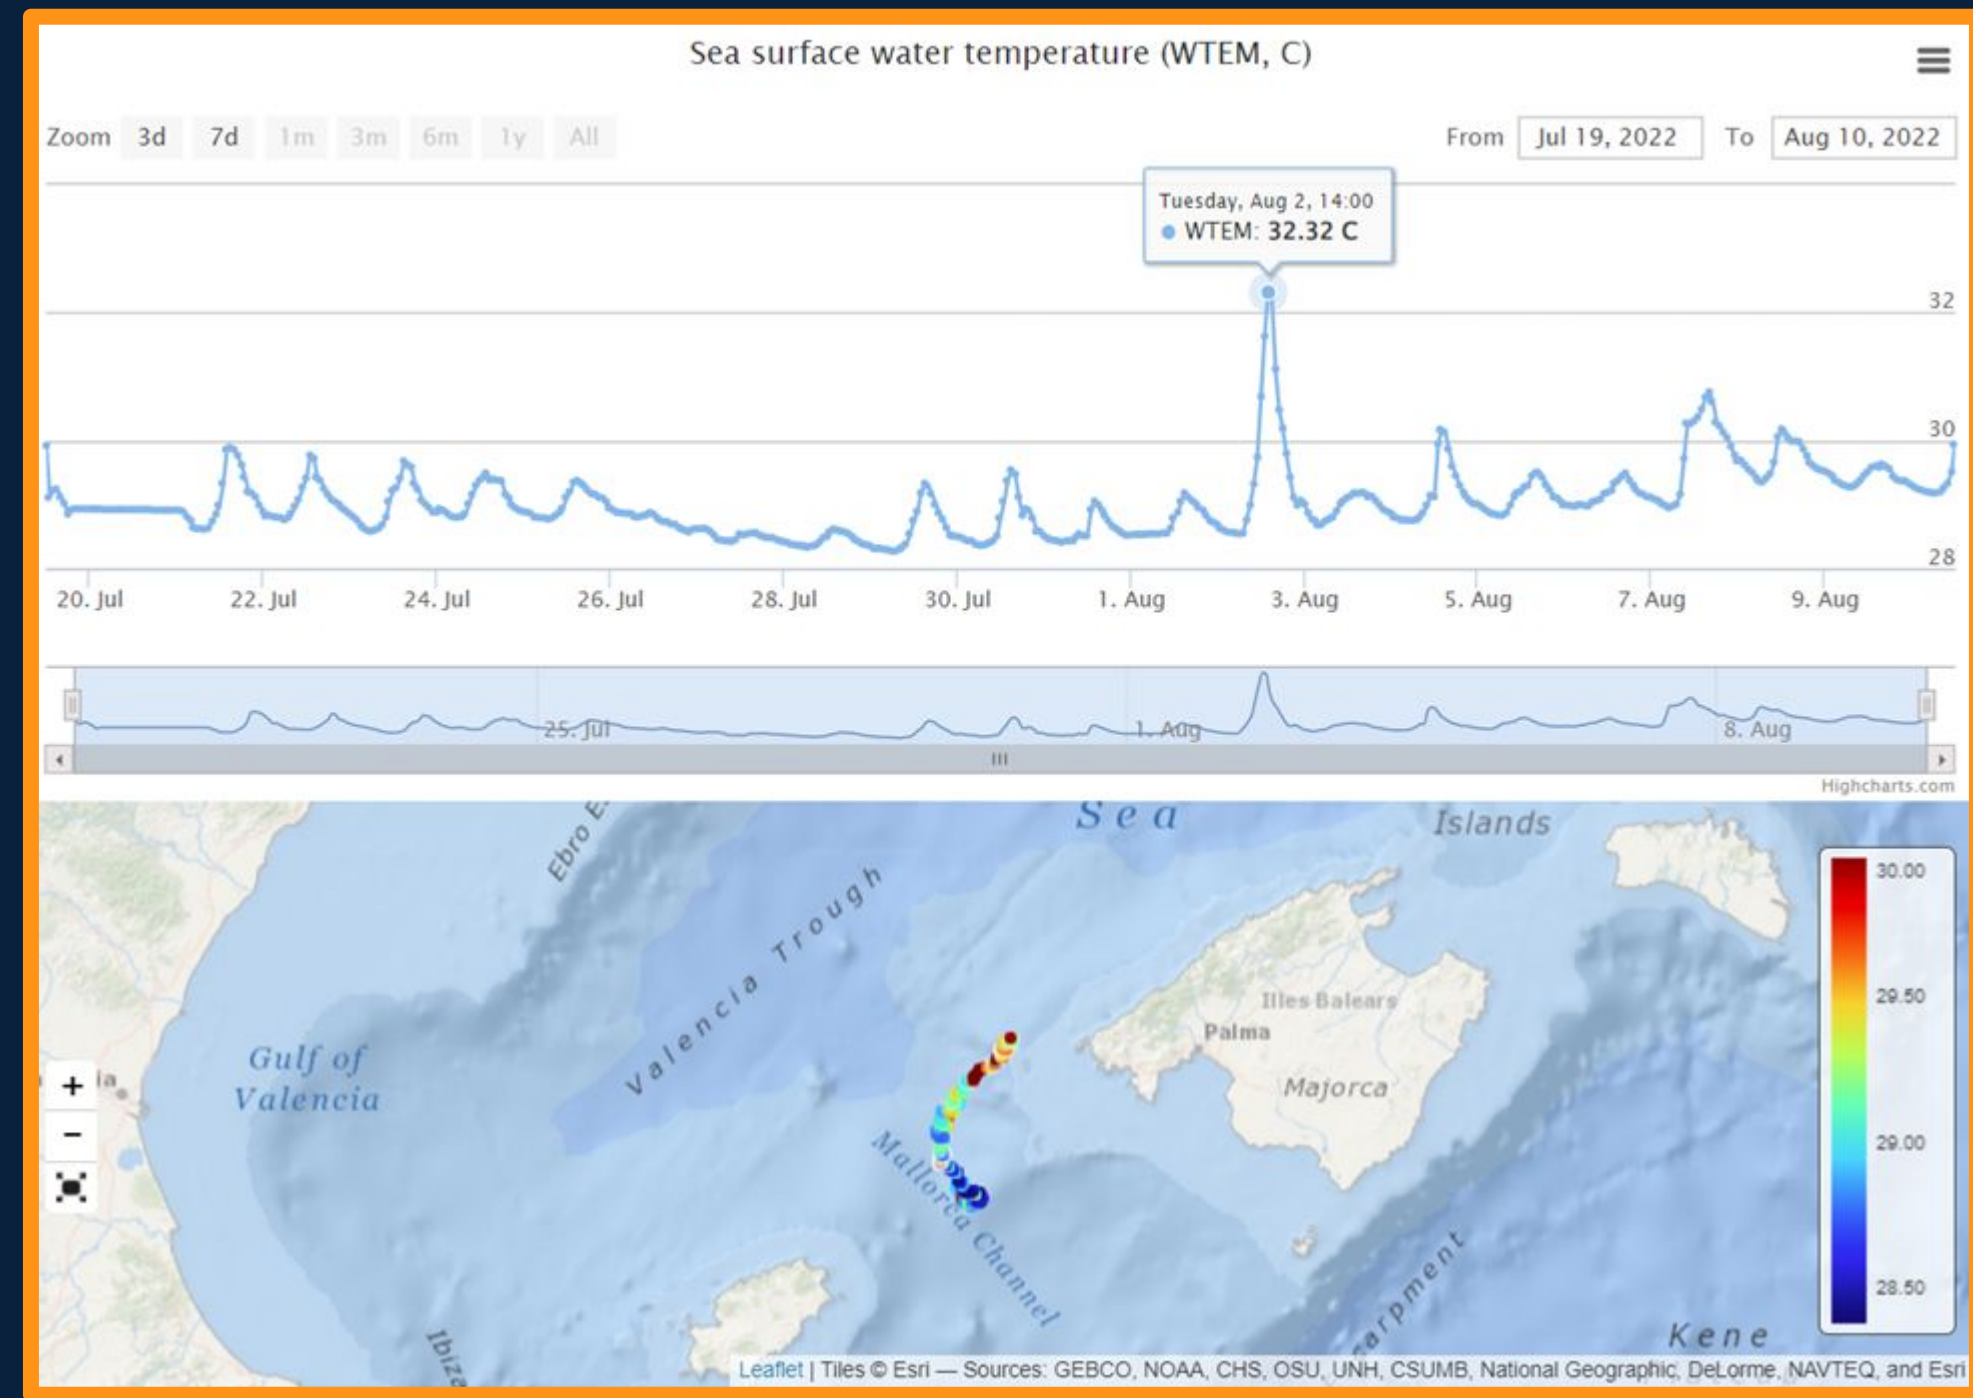 Sea surface water temperature (WTEM, C)
Zoom 3d 7d 1m 3m 6m 1y All
From Jul 19, 2022 To Aug 10, 2022
Tuesday, Aug 2, 14:00
WTEM: 32.32 C
32
30
28
20. Jul 22. Jul 24. Jul 26. Jul 28. Jul 30. Jul 1. Aug 3. Aug 5. Aug 7. Aug 9. Aug
25. Jul 1. Aug 8. Aug
Highcharts.com
Sea
Islands
Ebro E
Valencia Trough
30.00
29.50
29.00
28.50
Illes Balears
Palma
Majorca
Gulf of
Valencia
ia
+
−
Mallorca Channel
Ibiza
carpment
Kene
Leaflet | Tiles © Esri — Sources: GEBCO, NOAA, CHS, OSU, UNH, CSUMB, National Geographic, DeLorme, NAVTEQ, and Esri